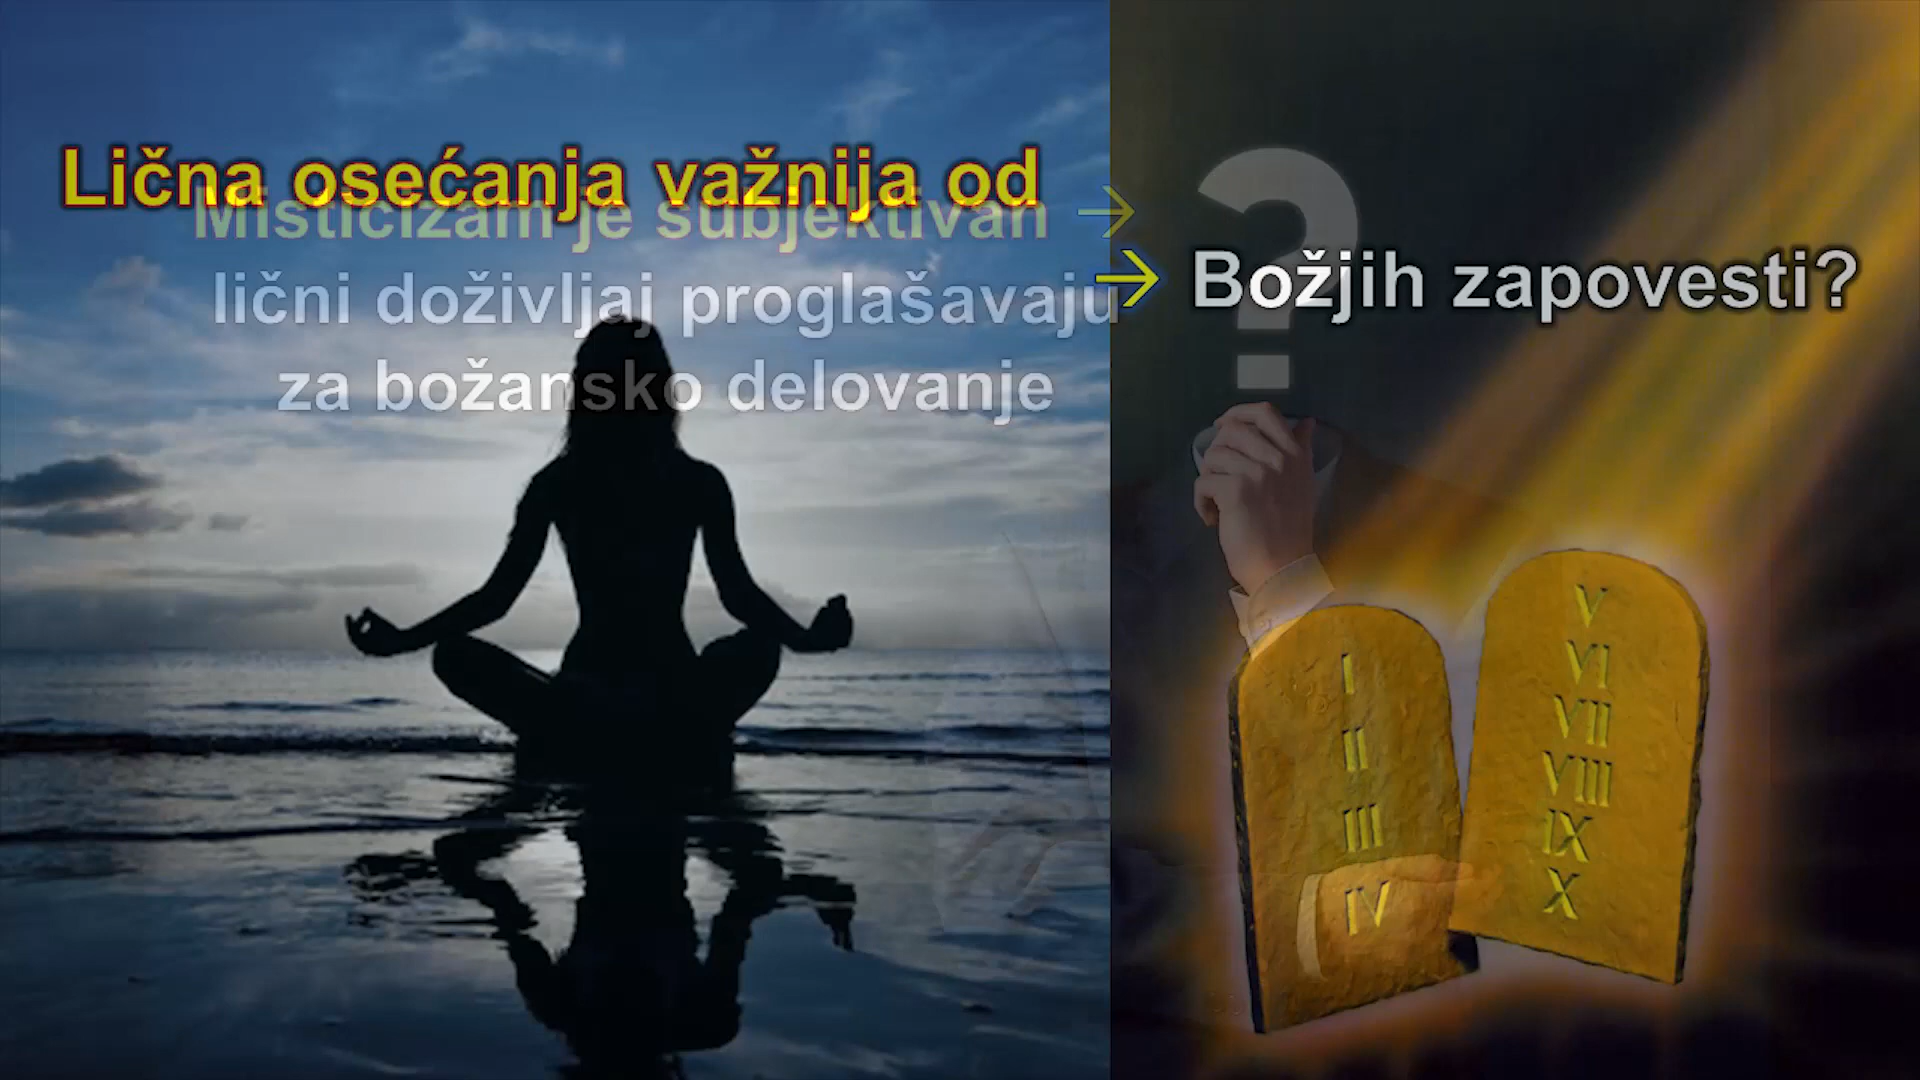 Lična osećanja važnija od
→ Božjih zapovesti?
Misticizam je subjektivan →
lični doživljaj proglašavaju
za božansko delovanje
?
I
II
III
IV
V
VI
VII
VIII
IX
X